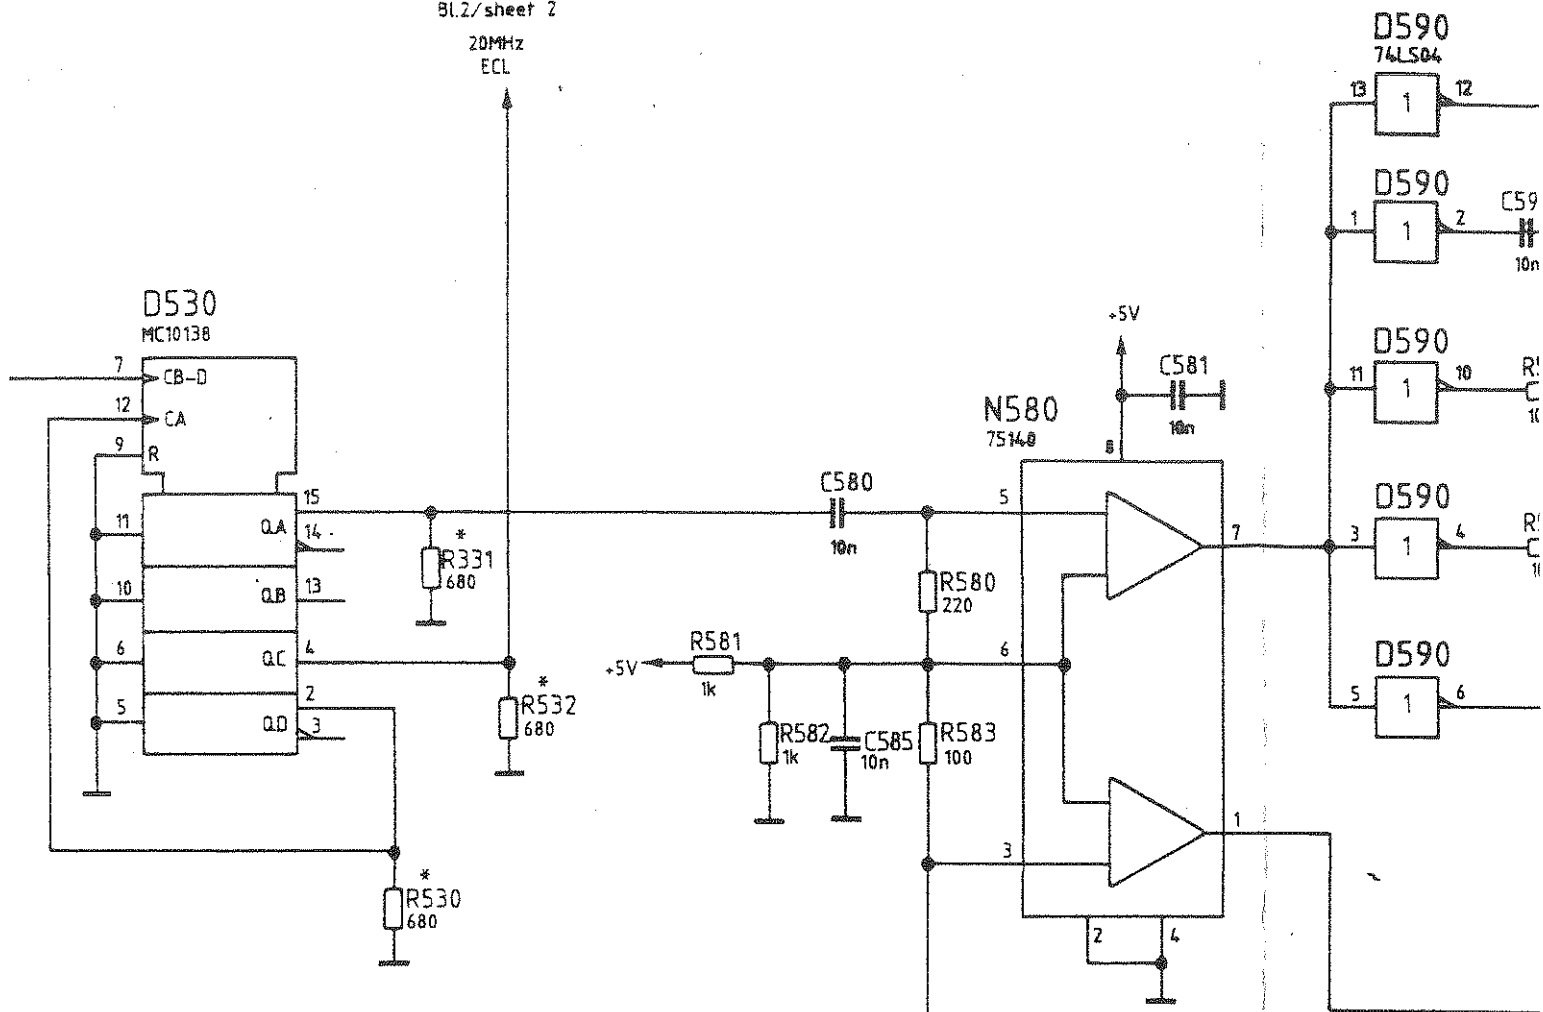 Bl.2/sheet 2
20MHz
ECL
D590
74LS04
13
1
12
D590
1
1
2
C59
10n
D590
11
1
10
D530
MC10138
7
CB-D
12
CA
9
R
15
11
QA
14
10
QB
13
6
QC
4
5
QD
2
3
*
R331
680
*
R532
680
*
R530
680
C580
10n
+5V
C581
10n
N580
75140
8
5
7
R580
220
6
R581
1k
+5V
R582
1k
C585
10n
R583
100
3
1
2
4
D590
3
1
4
D590
5
1
6